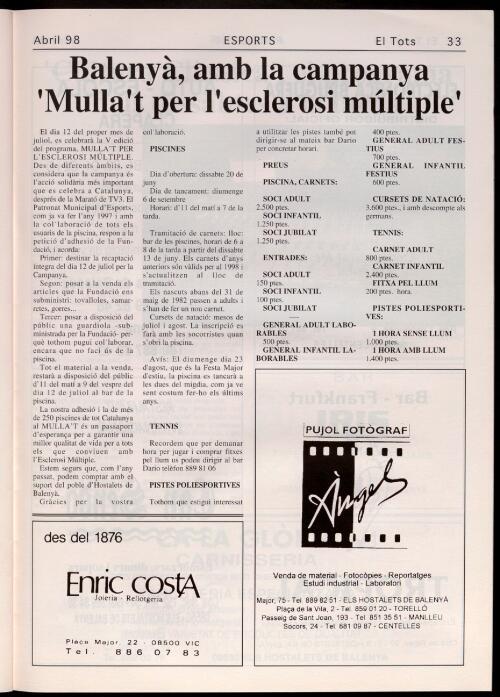 Abril 98
ESPORTS
El Tots 33
Balenyà, amb la campanya
'Mulla't per l'esclerosi múltiple'
El dia 12 del proper mes de
juliol, es celebrarà la V edició
del programa, MULLA'T PER
L'ESCLEROSI MÚLTIPLE.
Des de diferents àmbits, es
considera que la campanya és
l'acció solidària més important
que es celebra a Catalunya,
després de la Marató de TV3. El
Patronat Municipal d'Esports,
com ja va fer l'any 1997 i amb
la col·laboració de tots els
usuaris de la piscina, respon a la
petició d'adhesió de la Fun-
dació, i acorda:
Primer: destinar la recaptació
íntegra del dia 12 de juliol per la
Campanya.
Segon: posar a la venda els
articles que la Fundació ens
subministri: tovalloles, samar-
retes, gorres...
Tercer: posar a disposició del
públic una guardiola -sub-
ministrada per la Fundació- per-
què tothom pugui col·laborar,
encara que no faci ús de la
piscina.
Tot el material a la venda,
restarà a disposició del públic
d'11 del matí a 9 del vespre del
dia 12 de juliol al bar de la
piscina.
La nostra adhesió i la de més
de 250 piscines de tot Catalunya
al MULLA'T és un passaport
d'esperança per a garantir una
millor qualitat de vida per a tots
els que conviuen amb
l'Esclerosi Múltiple.
Estem segurs que, com l'any
passat, podem comptar amb el
suport del poble d'Hostalets de
Balenyà.
Gràcies per la vostra
col·laboració.
PISCINES
Dia d'obertura: dissabte 20 de
juny
Dia de tancament: diumenge
6 de setembre
Horari: d'11 del matí a 7 de la
tarda.
Tramitació de carnets: lloc:
bar de les piscines, horari de 6 a
8 de la tarda a partir del dissabte
13 de juny. Els carnets d'anys
anteriors són vàlids per al 1998 i
s'actualitzen al lloc de
tramitació.
Els nascuts abans del 31 de
maig de 1982 passen a adults i
s'han de fer un nou carnet.
Cursets de natació: mesos de
juliol i agost. La inscripció es
farà amb les socorristes quan
s'obri la piscina.
Avís: El diumenge dia 23
d'agost, que és la Festa Major
d'estiu, la piscina es tancarà a
les dues del migdia, com ja ve
sent costum fer-ho els últims
anys.
TENNIS
Recordem que per demanar
hora per jugar i comprar fitxes
pel llum us podeu dirigir al bar
Dario telèfon 889 81 06
PISTES POLIESPORTIVES
Tothom que estigui interessat
a utilitzar les pistes també pot
dirigir-se al mateix bar Dario
per concretar horari.
PREUS
PISCINA, CARNETS:
SOCI ADULT
2.500 ptes.
SOCI INFANTIL
1.250 ptes.
SOCI JUBILAT
1.250 ptes.
ENTRADES:
SOCI ADULT
150 ptes.
SOCI INFANTIL
100 ptes.
SOCI JUBILAT
GENERAL ADULT LABO-
RABLES
500 ptes.
GENERAL INFANTIL LA-
BORABLES
400 ptes.
GENERAL ADULT FES-
TIUS
700 ptes.
GENERAL INFANTIL
FESTIUS
600 ptes.
CURSETS DE NATACIÓ:
3.600 ptes., i amb descompte als
germans.
TENNIS:
CARNET ADULT
800 ptes.
CARNET INFANTIL
2.400 ptes.
FITXA PEL LLUM
200 ptes. hora.
PISTES POLIESPORTI-
VES:
1 HORA SENSE LLUM
1.000 ptes.
1 HORA AMB LLUM
1.400 ptes.
des del 1876
Enric costa
Joieria - Rellotgeria
Plaça Major, 22 - 08500 VIC
Tel. 886 07 83
PUJOL FOTÒGRAF
Àngel
Venda de material - Fotocòpies - Reportatges
Estudi industrial - Laboratori
Major, 75 - Tel. 889 82 51 - ELS HOSTALETS DE BALENYÀ
Plaça de la Vila, 2 - Tel. 859 01 20 - TORELLÓ
Passeig de Sant Joan, 193 - Tel. 851 35 51 - MANLLEU
Socors, 24 - Tel. 881 09 87 - CENTELLES